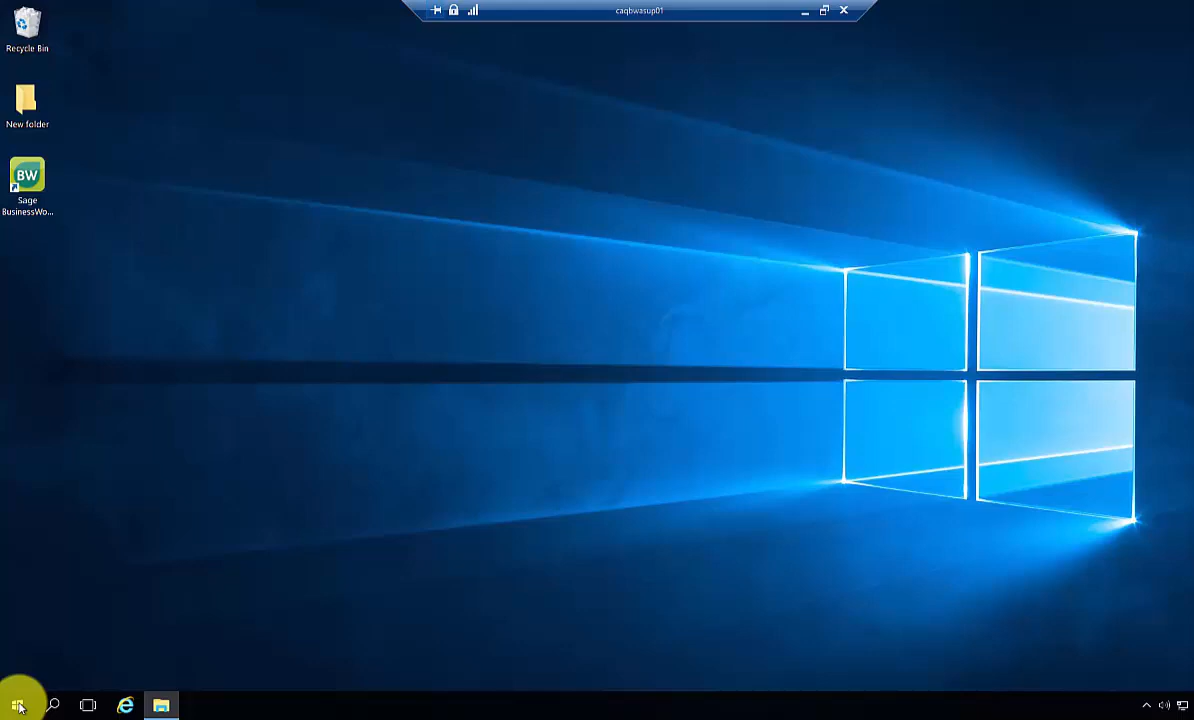 caqbwasup01
Recycle Bin
New folder
BW
Sage
BusinessWo...